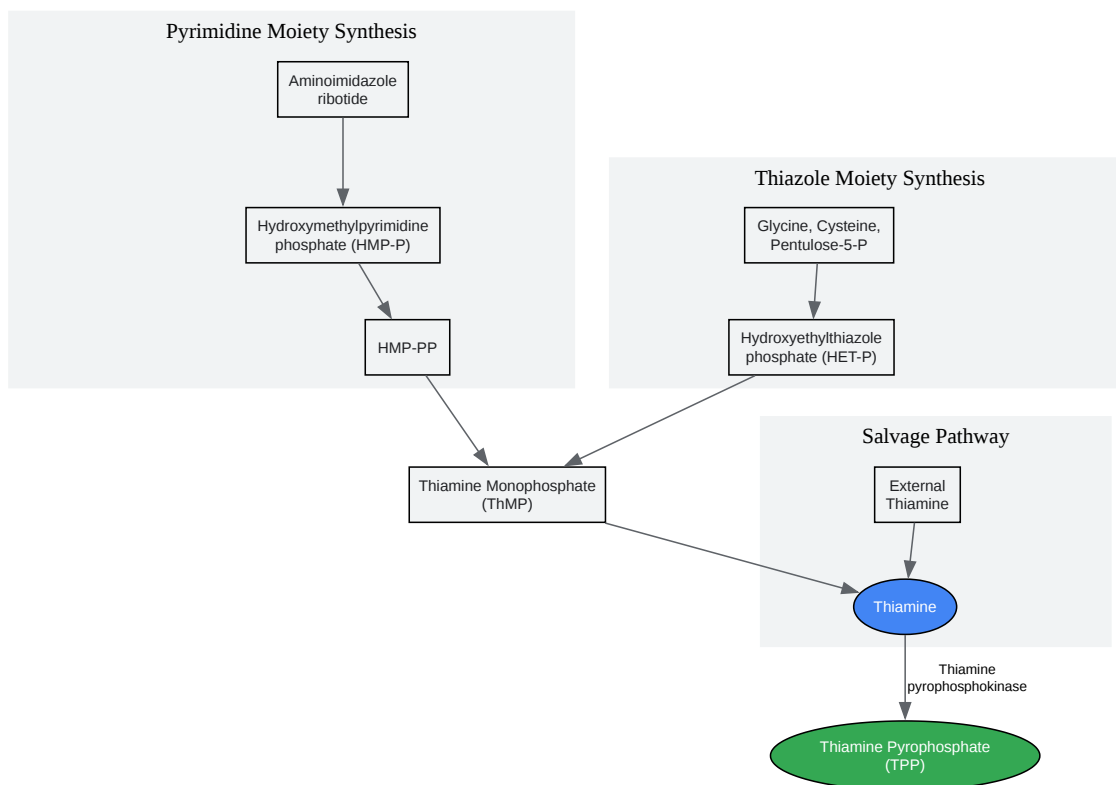 Pyrimidine Moiety Synthesis
Aminoimidazole
ribotide
Hydroxymethylpyrimidine
phosphate (HMP-P)
HMP-PP
Thiazole Moiety Synthesis
Glycine, Cysteine,
Pentulose-5-P
Hydroxyethylthiazole
phosphate (HET-P)
Thiamine Monophosphate
(ThMP)
Salvage Pathway
External
Thiamine
Thiamine
Thiamine
pyrophosphokinase
Thiamine Pyrophosphate
(TPP)